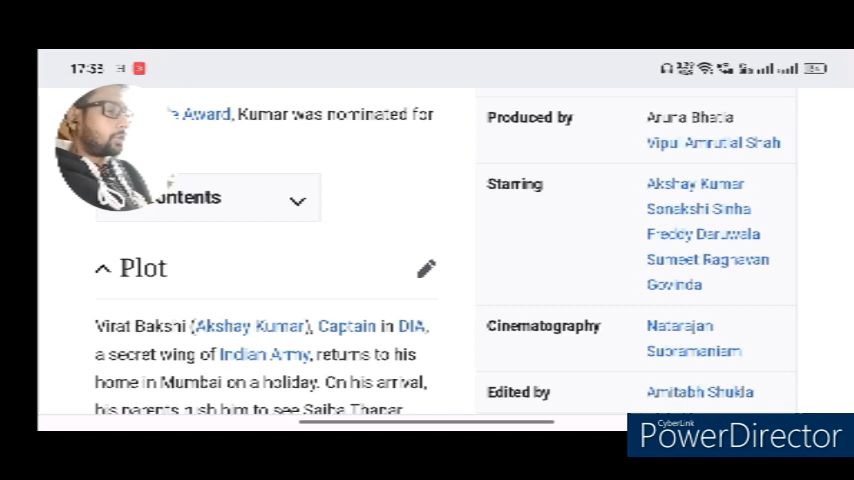 17:53
e Award, Kumar was nominated for
ontents
Plot
Virat Bakshi (Akshay Kumar), Captain in DIA,
a secret wing of Indian Army, returns to his
home in Mumbai on a holiday. On his arrival,
his parents rush him to see Saiba Thapar
Produced by
Aruna Bhatia
Vipul Amrutlal Shah
Starring
Akshay Kumar
Sonakshi Sinha
Freddy Daruwala
Sumeet Raghavan
Govinda
Cinematography
Natarajan
Subramaniam
Edited by
Amitabh Shukla
CyberLink
PowerDirector